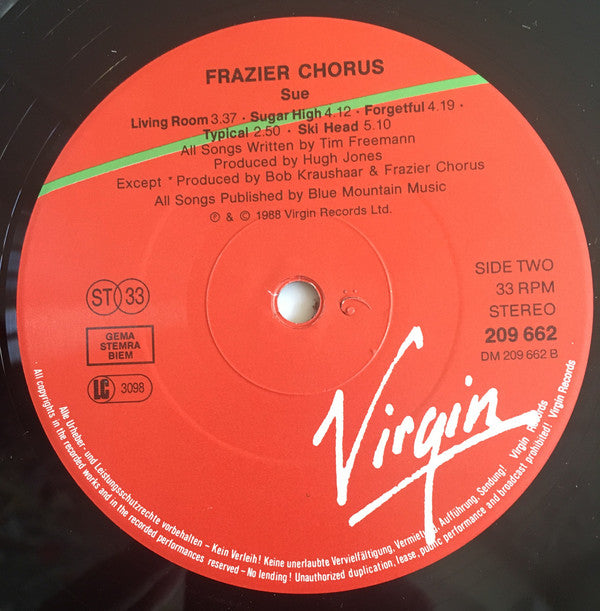 FRAZIER CHORUS
Sue
Living Room 3.37 · Sugar High 4.12 · Forgetful 4.19 ·
Typical 2.50 · Ski Head 5.10
All Songs Written by Tim Freemann
Produced by Hugh Jones
Except * Produced by Bob Kraushaar & Frazier Chorus
All Songs Published by Blue Mountain Music
℗ & © 1988 Virgin Records Ltd.
ST 33
GEMA
STEMRA
BIEM
LC 3098
SIDE TWO
33 RPM
STEREO
209 662
DM 209 662 B
Virgin
Alle Urheber- und Leistungsschutzrechte vorbehalten – Kein Verleih! Keine unerlaubte Vervielfältigung, Vermietung, Aufführung, Sendung! Virgin Records
All copyrights in the recorded works and in the recorded performances reserved – No lending! Unauthorized duplication, lease, public performance and broadcast prohibited! Virgin Records